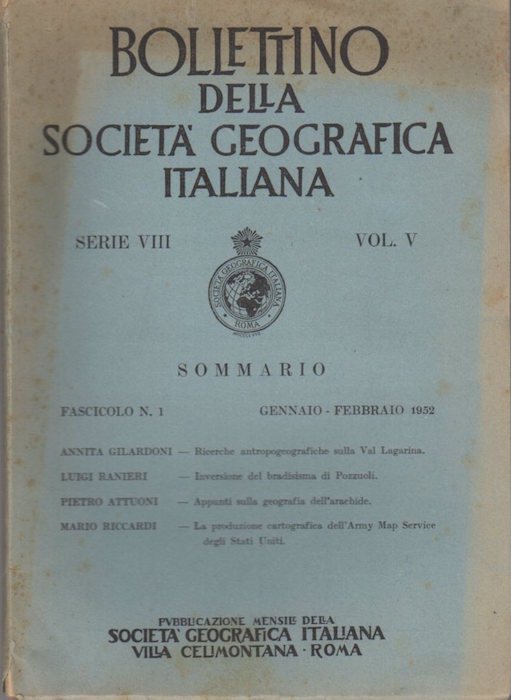 BOLLETTINO
DELLA
SOCIETÀ GEOGRAFICA
ITALIANA
SERIE VIII VOL. V
SOCIETÀ GEOGRAFICA ITALIANA
ROMA
SOMMARIO
FASCICOLO N. 1 GENNAIO - FEBBRAIO 1952
ANNITA GILARDONI — Ricerche antropogeografiche sulla Val Lagarina.
LUIGI RANIERI — Inversione del bradisisma di Pozzuoli.
PIETRO ATTUONI — Appunti sulla geografia dell'arachide.
MARIO RICCARDI — La produzione cartografica dell'Army Map Service
degli Stati Uniti.
PVBBLICAZIONE MENSILE DELLA
SOCIETÀ GEOGRAFICA ITALIANA
VILLA CELIMONTANA · ROMA